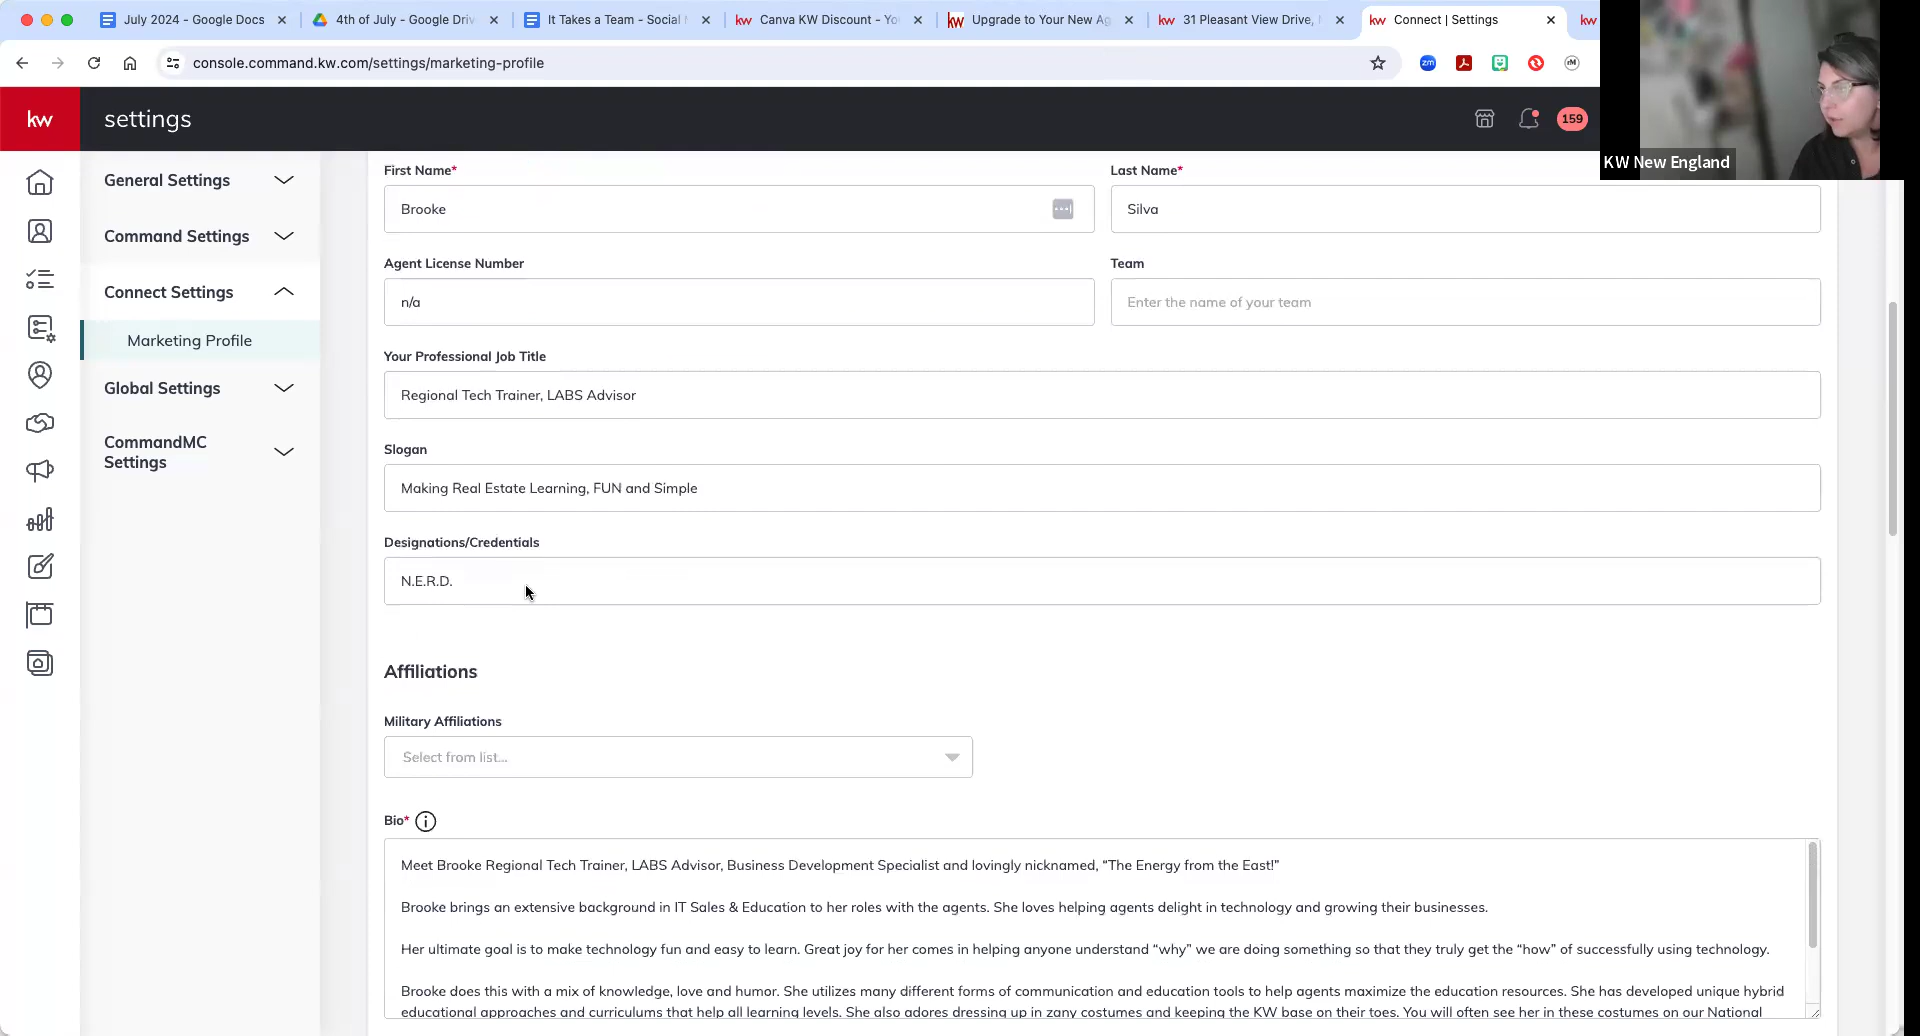 July 2024 - Google Docs
4th of July - Google Driv
It Takes a Team - Social
Canva KW Discount - Yo
Upgrade to Your New Ag
31 Pleasant View Drive,
Connect | Settings
kw
console.command.kw.com/settings/marketing-profile
zm
rM
kw
settings
159
KW New England
General Settings
Command Settings
Connect Settings
Marketing Profile
Global Settings
CommandMC
Settings
First Name*
Last Name*
Brooke
Silva
Agent License Number
Team
n/a
Enter the name of your team
Your Professional Job Title
Regional Tech Trainer, LABS Advisor
Slogan
Making Real Estate Learning, FUN and Simple
Designations/Credentials
N.E.R.D.
Affiliations
Military Affiliations
Select from list...
Bio*
Meet Brooke Regional Tech Trainer, LABS Advisor, Business Development Specialist and lovingly nicknamed, “The Energy from the East!”
Brooke brings an extensive background in IT Sales & Education to her roles with the agents. She loves helping agents delight in technology and growing their businesses.
Her ultimate goal is to make technology fun and easy to learn. Great joy for her comes in helping anyone understand “why” we are doing something so that they truly get the “how” of successfully using technology.
Brooke does this with a mix of knowledge, love and humor. She utilizes many different forms of communication and education tools to help agents maximize the education resources. She has developed unique hybrid
educational approaches and curriculums that help all learning levels. She also adores dressing up in zany costumes and keeping the KW base on their toes. You will often see her in these costumes on our National